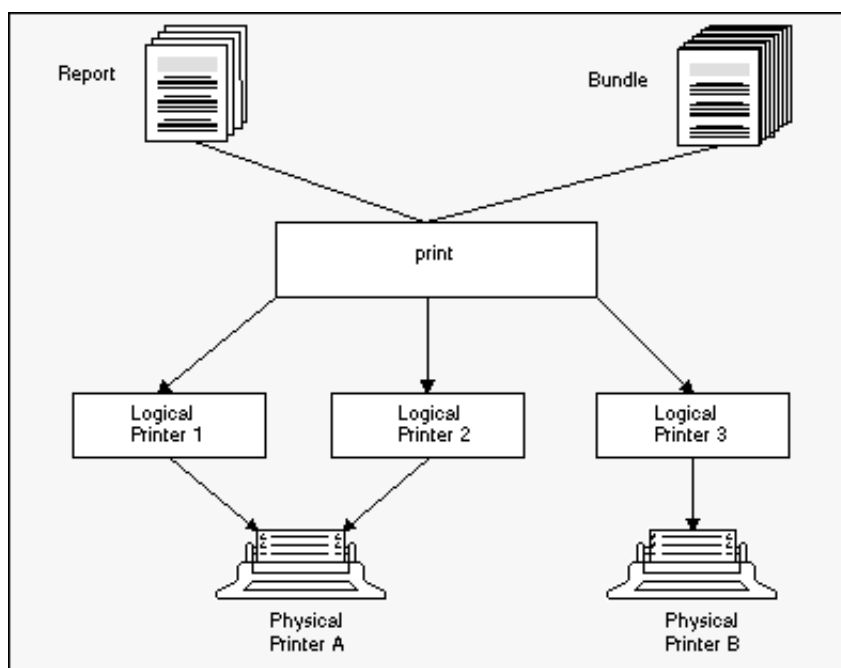 Report
Bundle
print
Logical
Printer 1
Logical
Printer 2
Logical
Printer 3
Physical
Printer A
Physical
Printer B